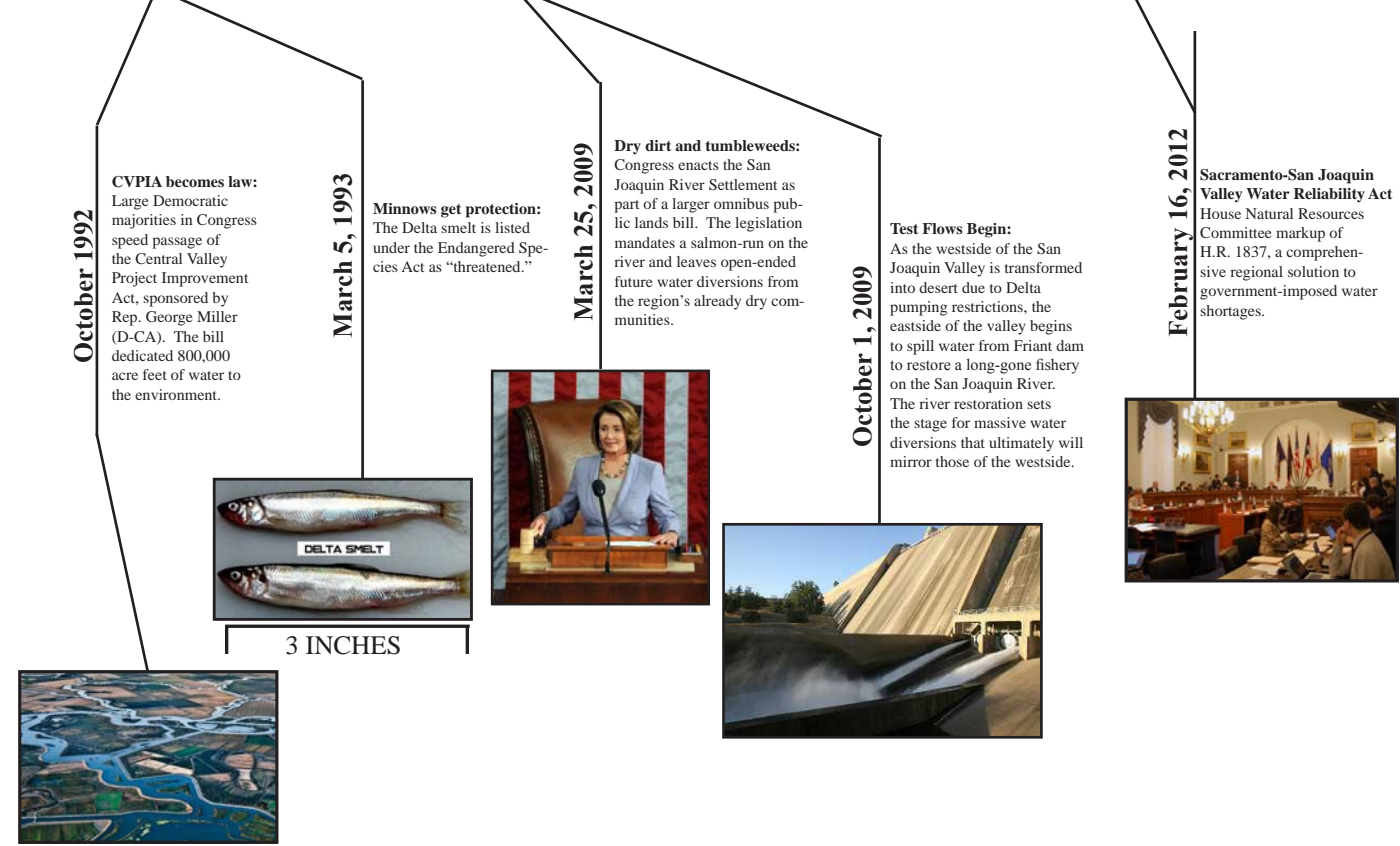 October 1992
CVPIA becomes law:
Large Democratic
majorities in Congress
speed passage of
the Central Valley
Project Improvement
Act, sponsored by
Rep. George Miller
(D-CA).  The bill
dedicated 800,000
acre feet of water to
the environment.
March 5, 1993
Minnows get protection:
The Delta smelt is listed
under the Endangered Spe-
cies Act as “threatened.”
DELTA SMELT
3 INCHES
March 25, 2009
Dry dirt and tumbleweeds:
Congress enacts the San
Joaquin River Settlement as
part of a larger omnibus pub-
lic lands bill.  The legislation
mandates a salmon-run on the
river and leaves open-ended
future water diversions from
the region’s already dry com-
munities.
October 1, 2009
Test Flows Begin:
As the westside of the San
Joaquin Valley is transformed
into desert due to Delta
pumping restrictions, the
eastside of the valley begins
to spill water from Friant dam
to restore a long-gone fishery
on the San Joaquin River.
The river restoration sets
the stage for massive water
diversions that ultimately will
mirror those of the westside.
February 16, 2012
Sacramento-San Joaquin
Valley Water Reliability Act
House Natural Resources
Committee markup of
H.R. 1837, a comprehen-
sive regional solution to
government-imposed water
shortages.